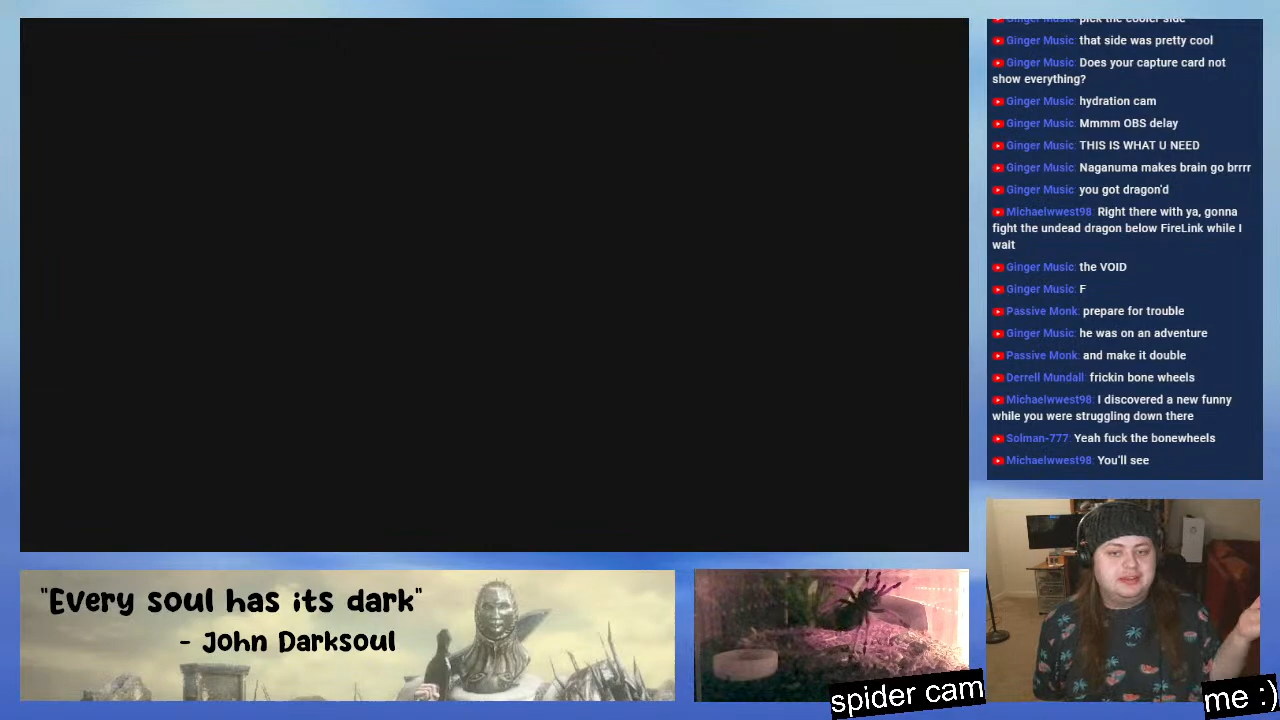 Ginger Music: pick the cooler side
Ginger Music: that side was pretty cool
Ginger Music: Does your capture card not
show everything?
Ginger Music: hydration cam
Ginger Music: Mmmm OBS delay
Ginger Music: THIS IS WHAT U NEED
Ginger Music: Naganuma makes brain go brrrr
Ginger Music: you got dragon'd
Michaelwwest98: Right there with ya, gonna
fight the undead dragon below FireLink while I
wait
Ginger Music: the VOID
Ginger Music: F
Passive Monk: prepare for trouble
Ginger Music: he was on an adventure
Passive Monk: and make it double
Derrell Mundall: frickin bone wheels
Michaelwwest98: I discovered a new funny
while you were struggling down there
Solman-777: Yeah fuck the bonewheels
Michaelwwest98: You'll see
"Every soul has its dark"
- John Darksoul
spider cam
me :)